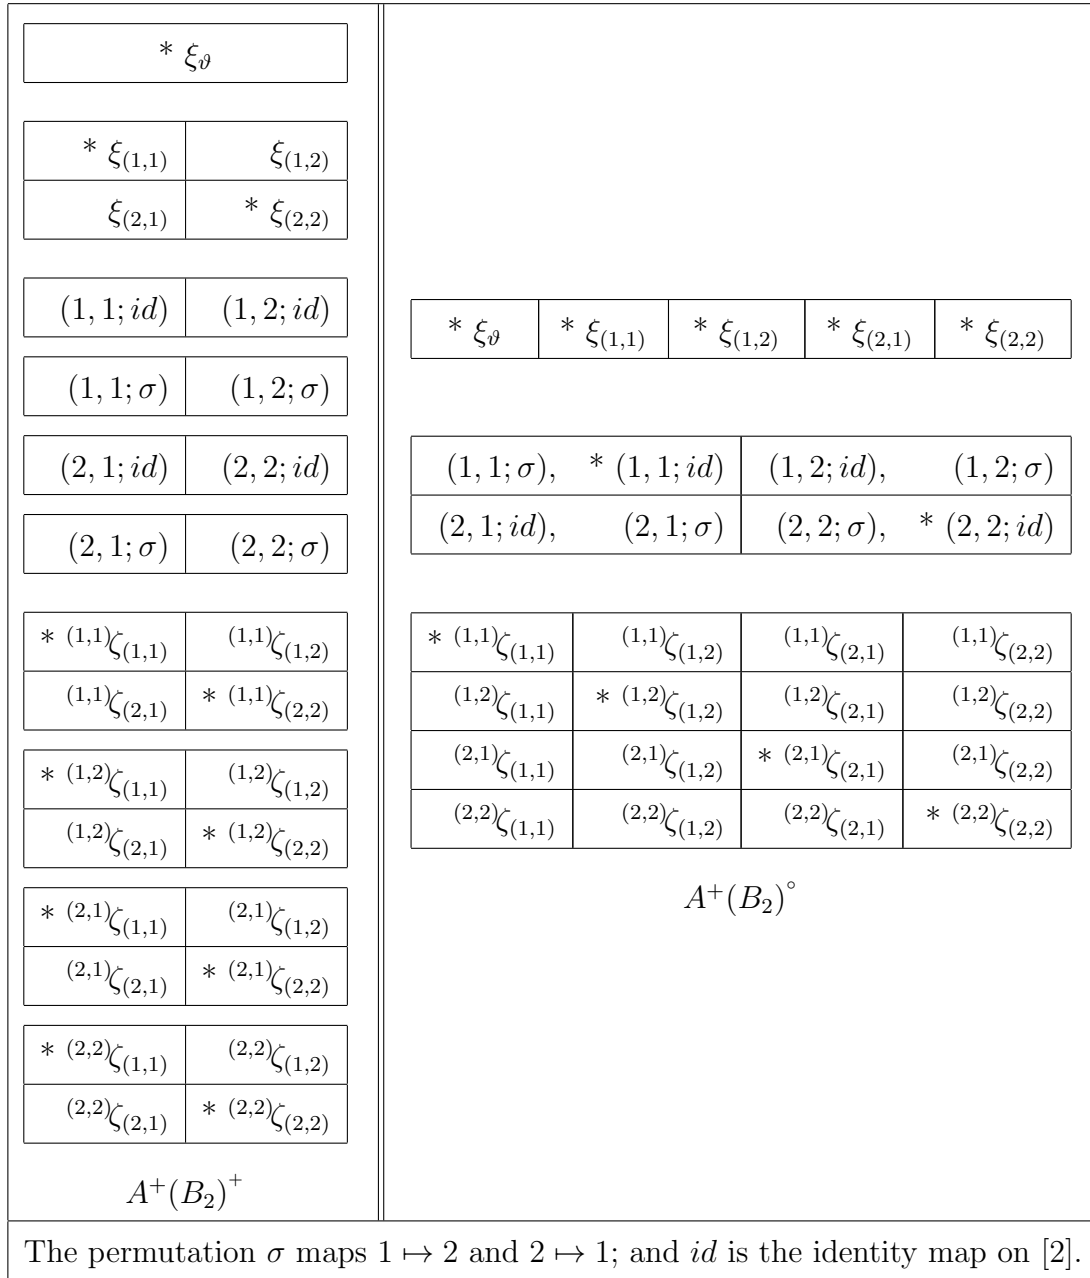 * ξ_ϑ
* ξ_(1,1) ξ_(1,2)
ξ_(2,1) * ξ_(2,2)
(1, 1; id) (1, 2; id)
(1, 1; σ) (1, 2; σ)
(2, 1; id) (2, 2; id)
(2, 1; σ) (2, 2; σ)
* ^(1,1)ζ_(1,1) ^(1,1)ζ_(1,2)
^(1,1)ζ_(2,1) * ^(1,1)ζ_(2,2)
* ^(1,2)ζ_(1,1) ^(1,2)ζ_(1,2)
^(1,2)ζ_(2,1) * ^(1,2)ζ_(2,2)
* ^(2,1)ζ_(1,1) ^(2,1)ζ_(1,2)
^(2,1)ζ_(2,1) * ^(2,1)ζ_(2,2)
* ^(2,2)ζ_(1,1) ^(2,2)ζ_(1,2)
^(2,2)ζ_(2,1) * ^(2,2)ζ_(2,2)
A^+(B_2)^+
* ξ_ϑ * ξ_(1,1) * ξ_(1,2) * ξ_(2,1) * ξ_(2,2)
(1, 1; σ), * (1, 1; id) (1, 2; id), (1, 2; σ)
(2, 1; id), (2, 1; σ) (2, 2; σ), * (2, 2; id)
* ^(1,1)ζ_(1,1) ^(1,1)ζ_(1,2) ^(1,1)ζ_(2,1) ^(1,1)ζ_(2,2)
^(1,2)ζ_(1,1) * ^(1,2)ζ_(1,2) ^(1,2)ζ_(2,1) ^(1,2)ζ_(2,2)
^(2,1)ζ_(1,1) ^(2,1)ζ_(1,2) * ^(2,1)ζ_(2,1) ^(2,1)ζ_(2,2)
^(2,2)ζ_(1,1) ^(2,2)ζ_(1,2) ^(2,2)ζ_(2,1) * ^(2,2)ζ_(2,2)
A^+(B_2)^°
The permutation σ maps 1 ↦ 2 and 2 ↦ 1; and id is the identity map on [2].